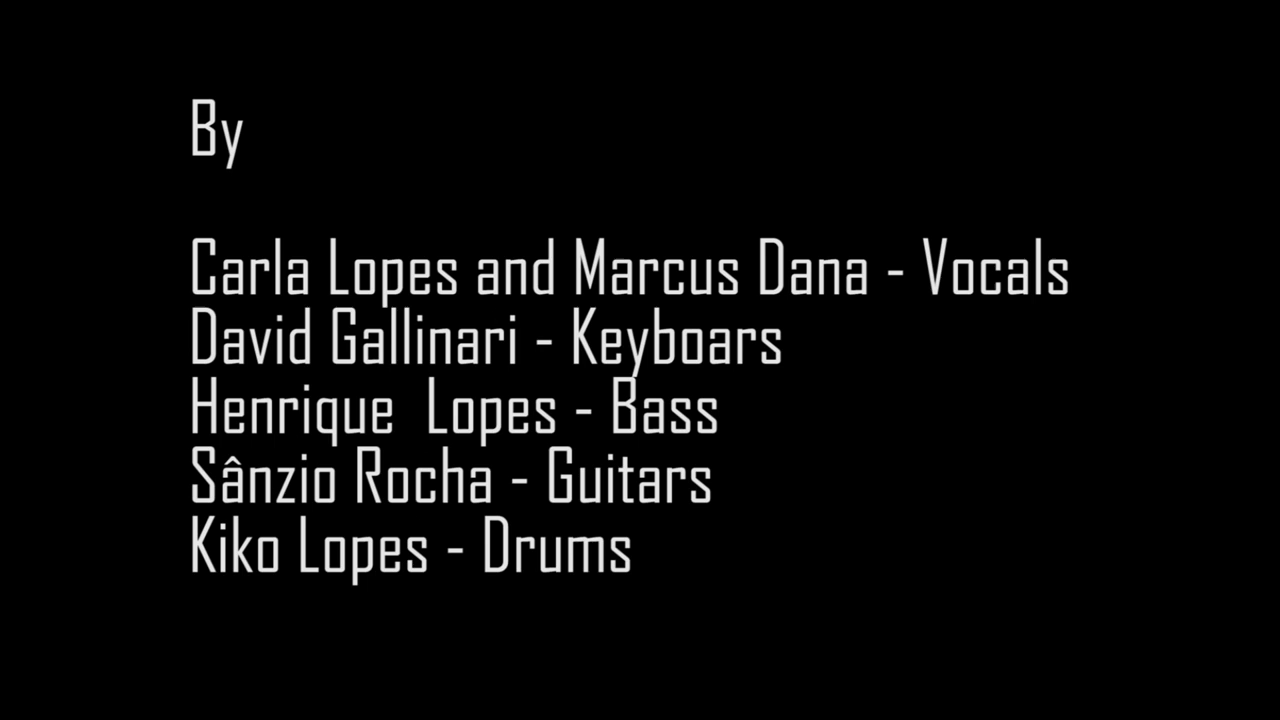 By
Carla Lopes and Marcus Dana - Vocals
David Gallinari - Keyboars
Henrique  Lopes - Bass
Sânzio Rocha - Guitars
Kiko Lopes - Drums